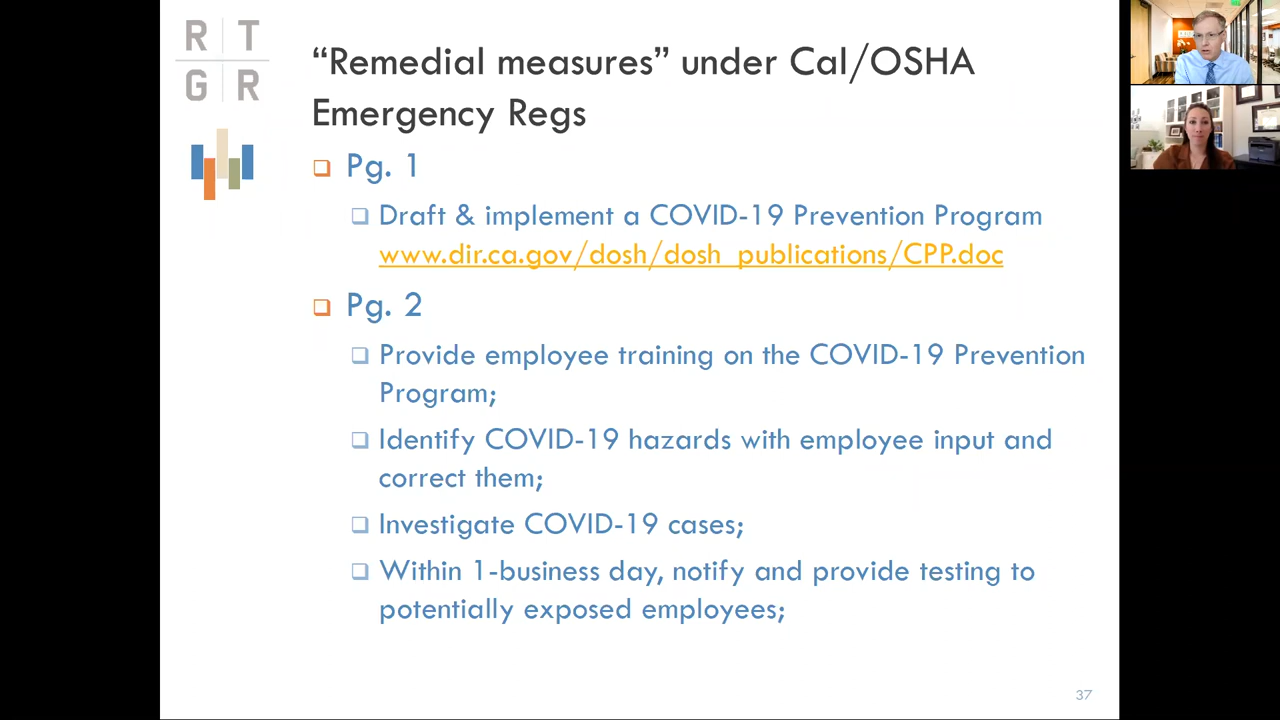 R T
G R
“Remedial measures” under Cal/OSHA
Emergency Regs
Pg. 1
Draft & implement a COVID-19 Prevention Program
www.dir.ca.gov/dosh/dosh_publications/CPP.doc
Pg. 2
Provide employee training on the COVID-19 Prevention
Program;
Identify COVID-19 hazards with employee input and
correct them;
Investigate COVID-19 cases;
Within 1-business day, notify and provide testing to
potentially exposed employees;
37